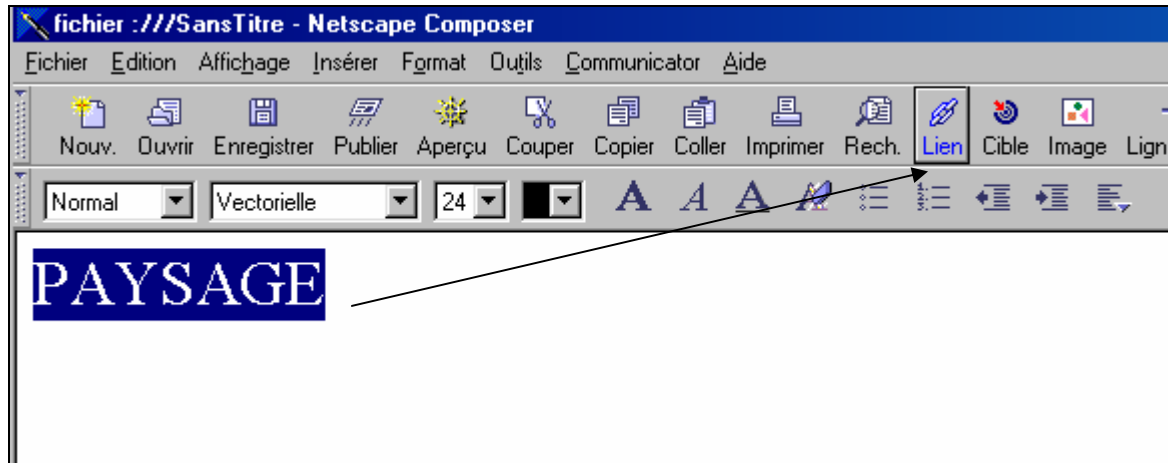 fichier :///SansTitre - Netscape Composer
Fichier Edition Affichage Insérer Format Outils Communicator Aide
Nouv. Ouvrir Enregistrer Publier Aperçu Couper Copier Coller Imprimer Rech. Lien Cible Image Lign
Normal Vectorielle 24 A A A
PAYSAGE